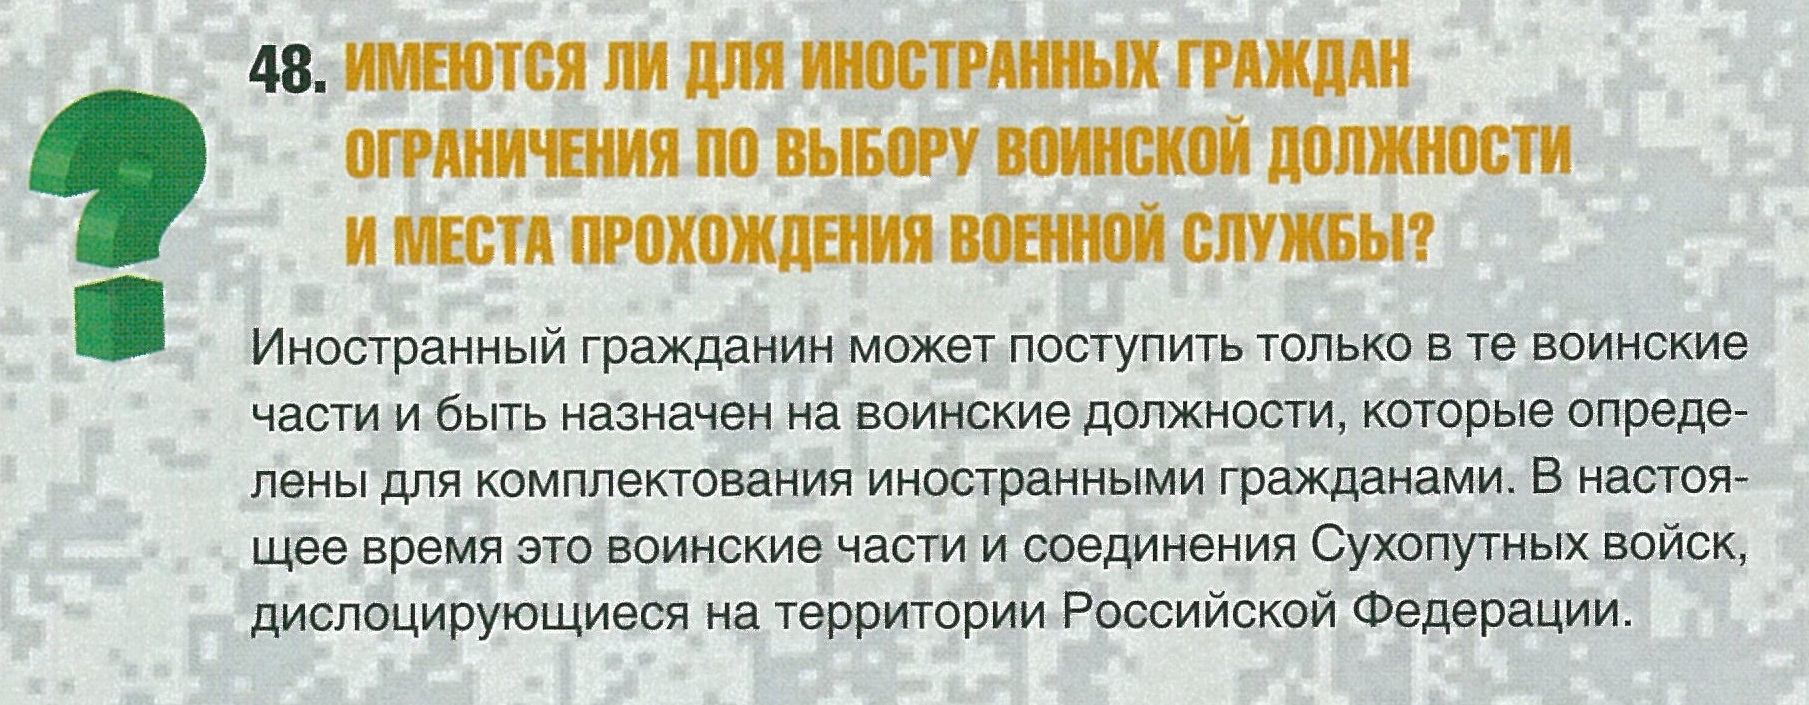 48. ИМЕЮТСЯ ЛИ ДЛЯ ИНОСТРАННЫХ ГРАЖДАН
ОГРАНИЧЕНИЯ ПО ВЫБОРУ ВОИНСКОЙ ДОЛЖНОСТИ
И МЕСТА ПРОХОЖДЕНИЯ ВОЕННОЙ СЛУЖБЫ?
Иностранный гражданин может поступить только в те воинские
части и быть назначен на воинские должности, которые опреде-
лены для комплектования иностранными гражданами. В настоя-
щее время это воинские части и соединения Сухопутных войск,
дислоцирующиеся на территории Российской Федерации.